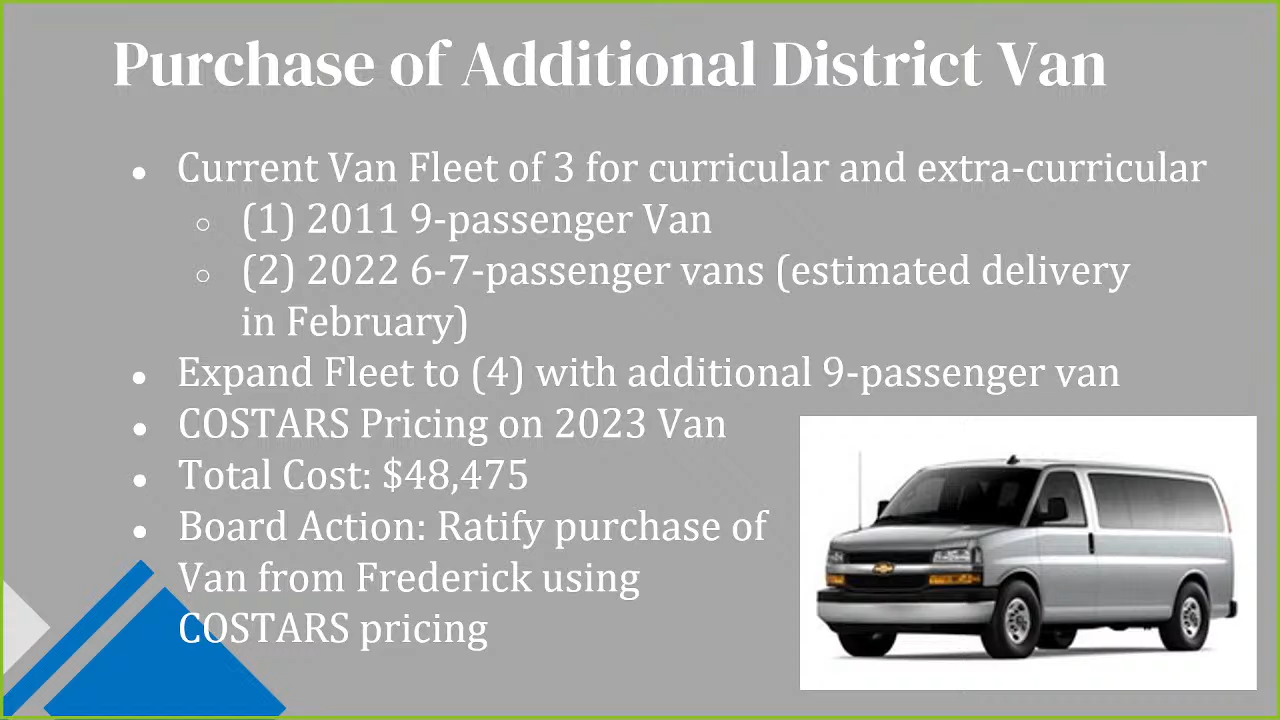 Purchase of Additional District Van
● Current Van Fleet of 3 for curricular and extra-curricular
○ (1) 2011 9-passenger Van
○ (2) 2022 6-7-passenger vans (estimated delivery
in February)
● Expand Fleet to (4) with additional 9-passenger van
● COSTARS Pricing on 2023 Van
● Total Cost: $48,475
● Board Action: Ratify purchase of
Van from Frederick using
COSTARS pricing